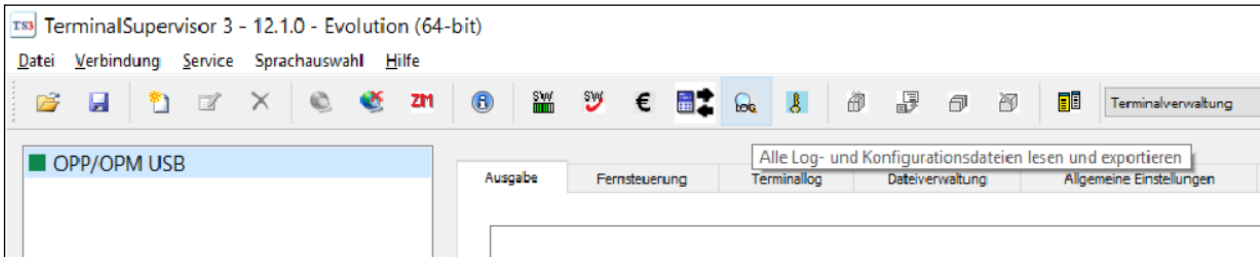 TS3 TerminalSupervisor 3 - 12.1.0 - Evolution (64-bit)
Datei Verbindung Service Sprachauswahl Hilfe
ZM SW SW € LOG Terminalverwaltung
OPP/OPM USB
Alle Log- und Konfigurationsdateien lesen und exportieren
Ausgabe Fernsteuerung Terminallog Dateiverwaltung Allgemeine Einstellungen